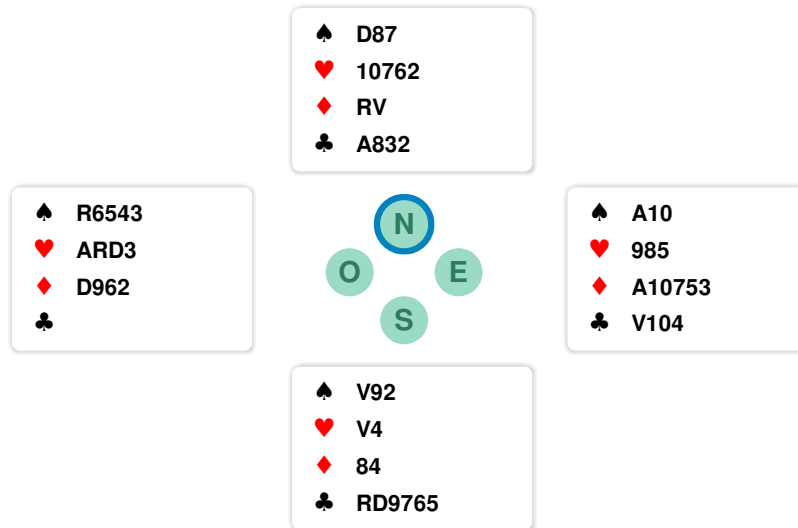 ♠ D87
♥ 10762
♦ RV
♣ A832
♠ R6543
♥ ARD3
♦ D962
♣
N
O E
S
♠ A10
♥ 985
♦ A10753
♣ V104
♠ V92
♥ V4
♦ 84
♣ RD9765